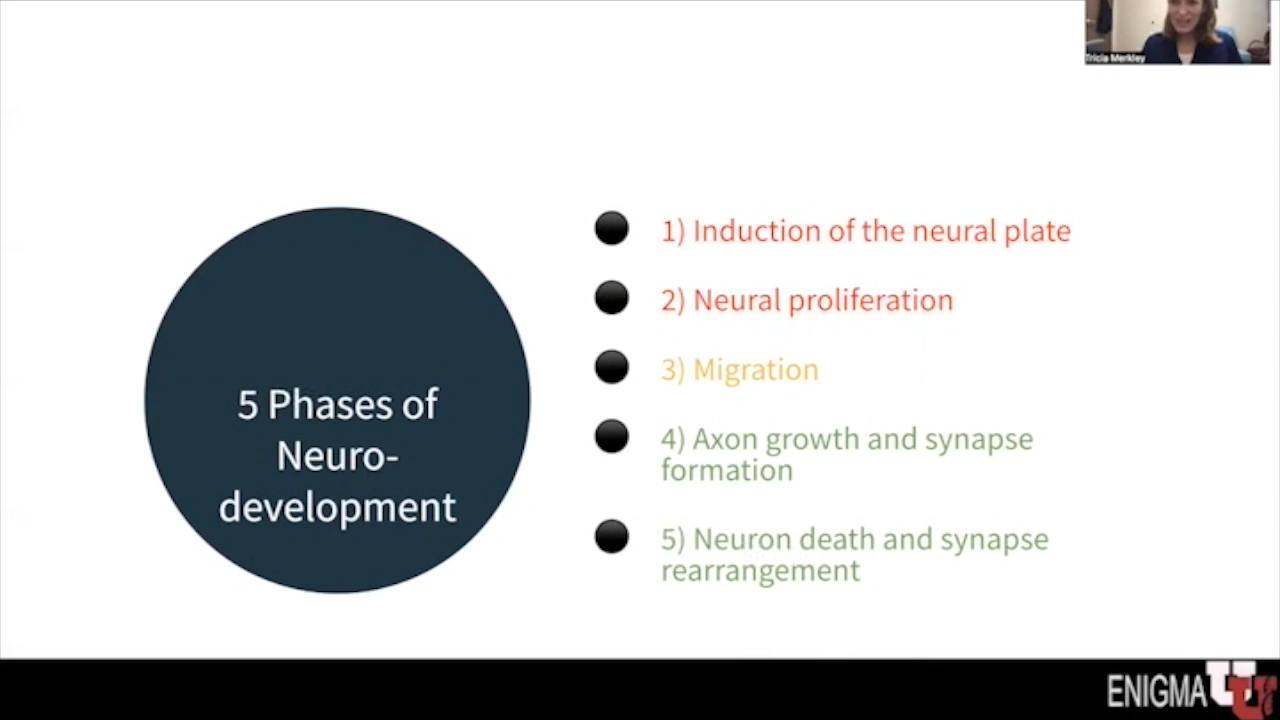 Tricia Merkley
5 Phases of
Neuro-
development
1) Induction of the neural plate
2) Neural proliferation
3) Migration
4) Axon growth and synapse
formation
5) Neuron death and synapse
rearrangement
ENIGMA
U